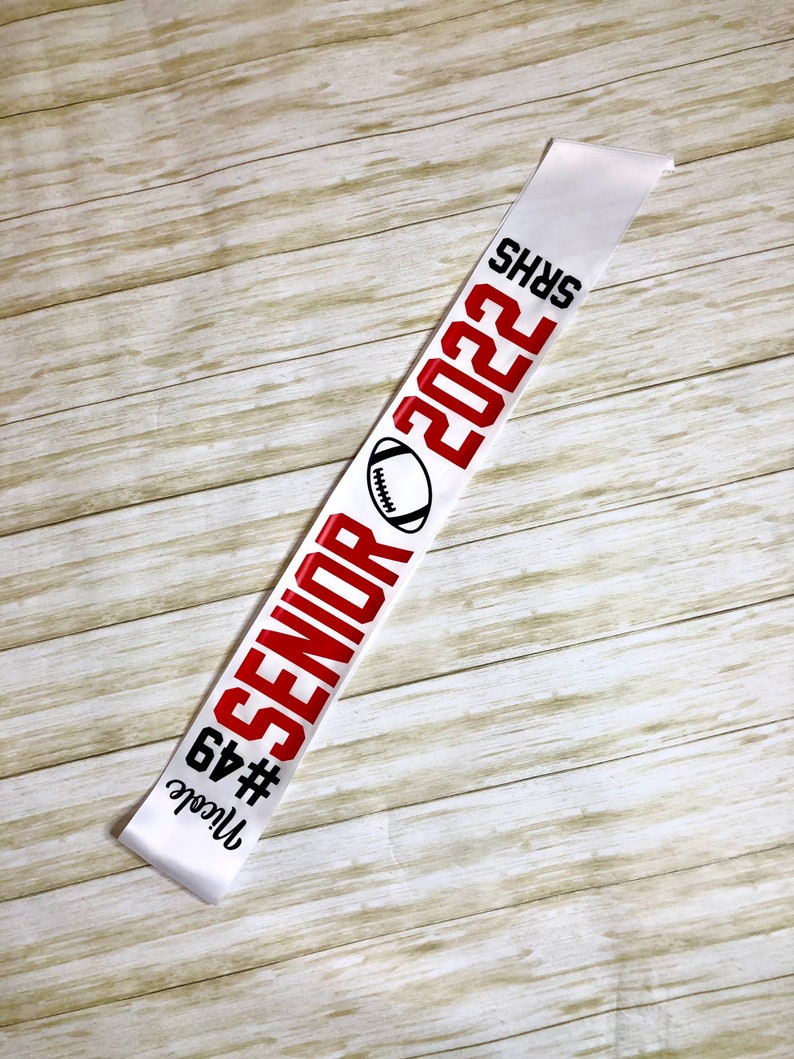 Nicole
#49
SENIOR 2022
SRHS